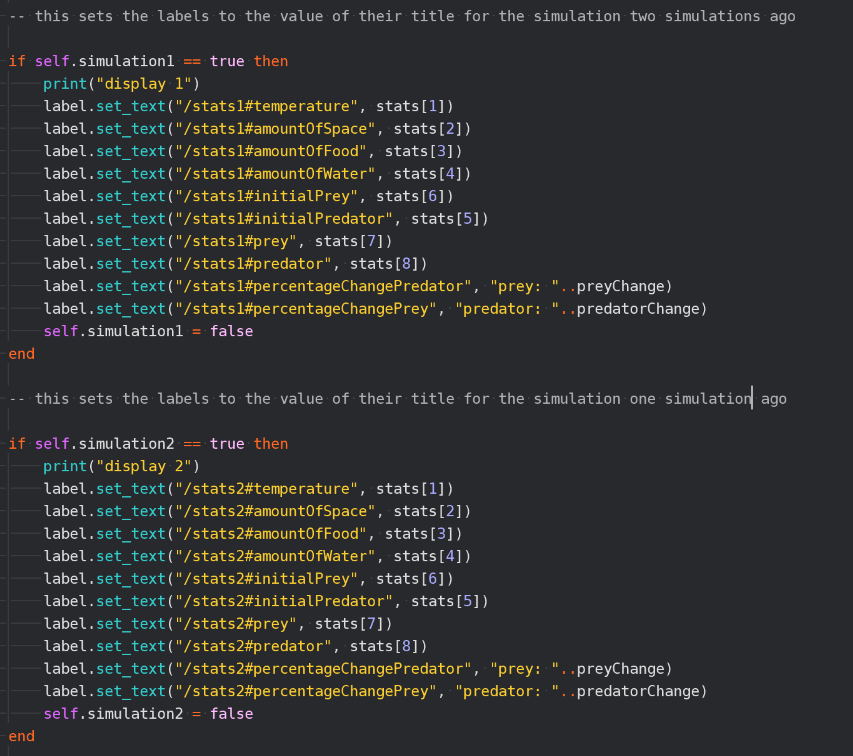 -- this sets the labels to the value of their title for the simulation two simulations ago
if self.simulation1 == true then
print("display 1")
label.set_text("/stats1#temperature", stats[1])
label.set_text("/stats1#amountOfSpace", stats[2])
label.set_text("/stats1#amountOfFood", stats[3])
label.set_text("/stats1#amountOfWater", stats[4])
label.set_text("/stats1#initialPrey", stats[6])
label.set_text("/stats1#initialPredator", stats[5])
label.set_text("/stats1#prey", stats[7])
label.set_text("/stats1#predator", stats[8])
label.set_text("/stats1#percentageChangePredator", "prey: "..preyChange)
label.set_text("/stats1#percentageChangePrey", "predator: "..predatorChange)
self.simulation1 = false
end
-- this sets the labels to the value of their title for the simulation one simulation ago
if self.simulation2 == true then
print("display 2")
label.set_text("/stats2#temperature", stats[1])
label.set_text("/stats2#amountOfSpace", stats[2])
label.set_text("/stats2#amountOfFood", stats[3])
label.set_text("/stats2#amountOfWater", stats[4])
label.set_text("/stats2#initialPrey", stats[6])
label.set_text("/stats2#initialPredator", stats[5])
label.set_text("/stats2#prey", stats[7])
label.set_text("/stats2#predator", stats[8])
label.set_text("/stats2#percentageChangePredator", "prey: "..preyChange)
label.set_text("/stats2#percentageChangePrey", "predator: "..predatorChange)
self.simulation2 = false
end